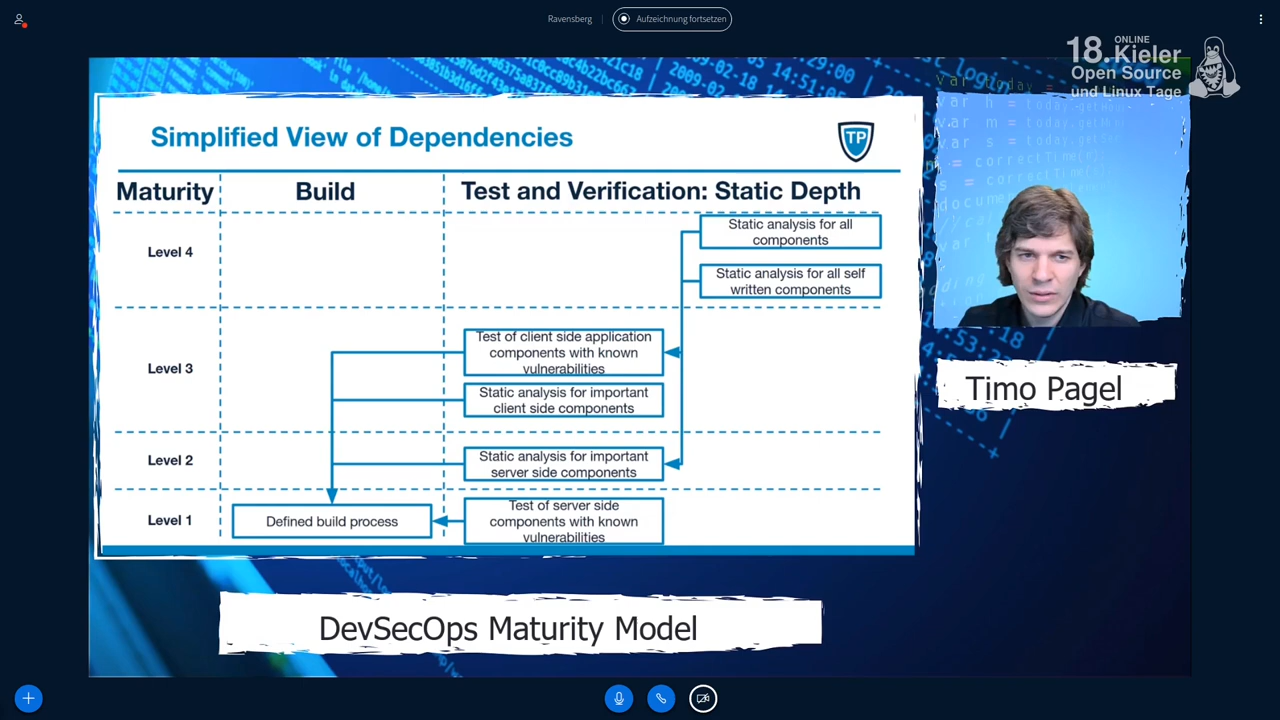 Ravensberg
Aufzeichnung fortsetzen
ONLINE
18.Kieler
Open Source
und Linux Tage
Simplified View of Dependencies
TP
Maturity
Build
Test and Verification: Static Depth
Level 4
Static analysis for all
components
Static analysis for all self
written components
Level 3
Test of client side application
components with known
vulnerabilities
Static analysis for important
client side components
Level 2
Static analysis for important
server side components
Level 1
Defined build process
Test of server side
components with known
vulnerabilities
Timo Pagel
DevSecOps Maturity Model